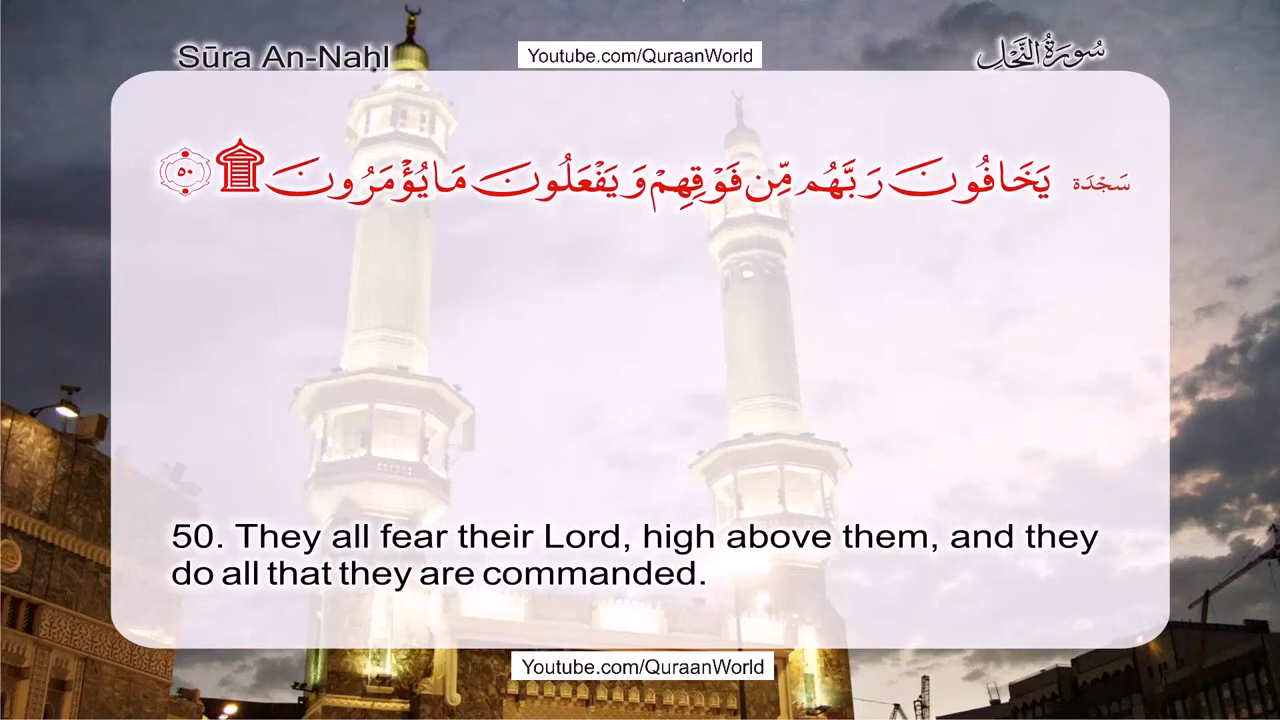 Sūra An-Naḥl
Youtube.com/QuraanWorld
سُورَةُ النَّحْلِ
سَجْدَة يَخَافُونَ رَبَّهُم مِّن فَوْقِهِمْ وَيَفْعَلُونَ مَا يُؤْمَرُونَ ۩ ٥٠
50. They all fear their Lord, high above them, and they
do all that they are commanded.
Youtube.com/QuraanWorld